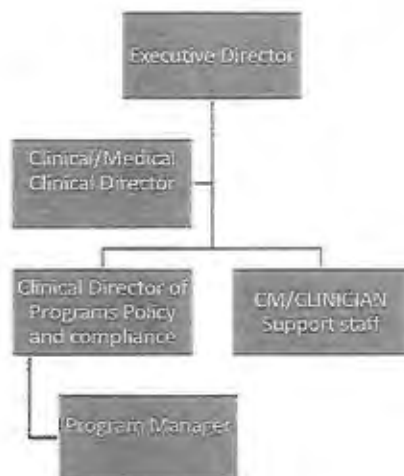 Executive Director
Clinical/Medical
Clinical Director
Clinical Director of
Programs Policy
and compliance
CM/CLINICIAN
Support staff
Program Manager